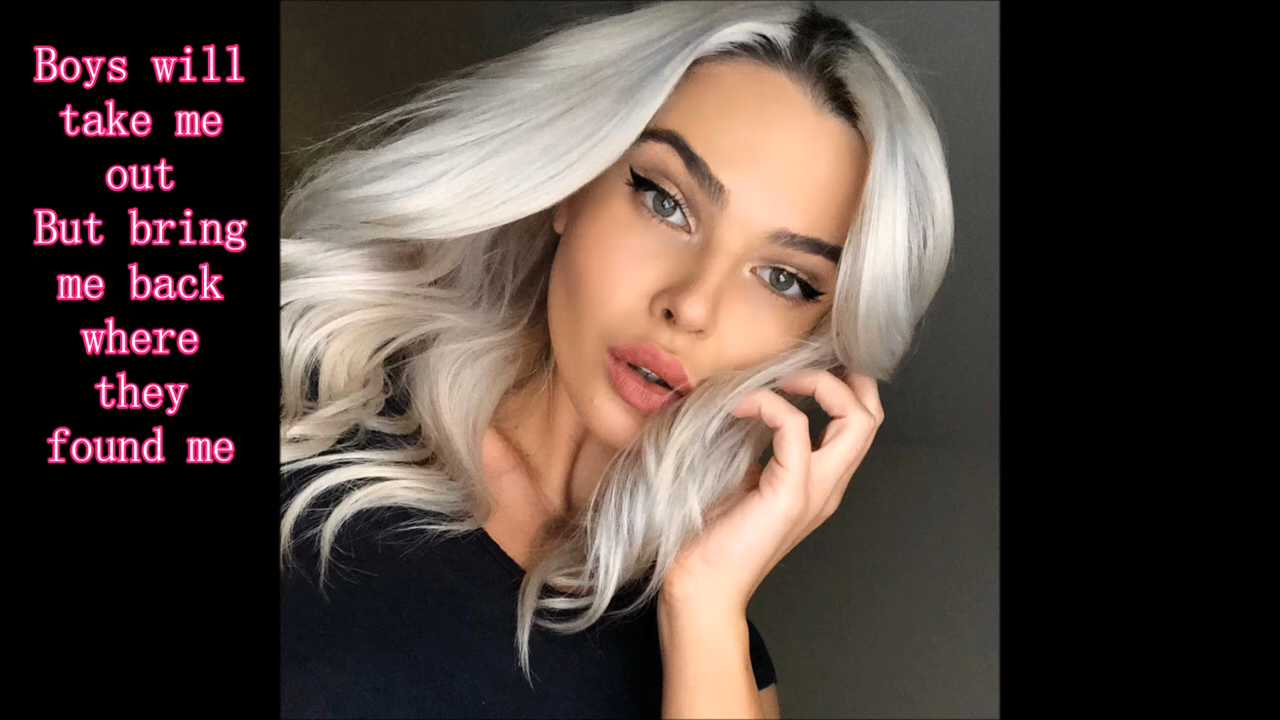 Boys will
take me
out
But bring
me back
where
they
found me